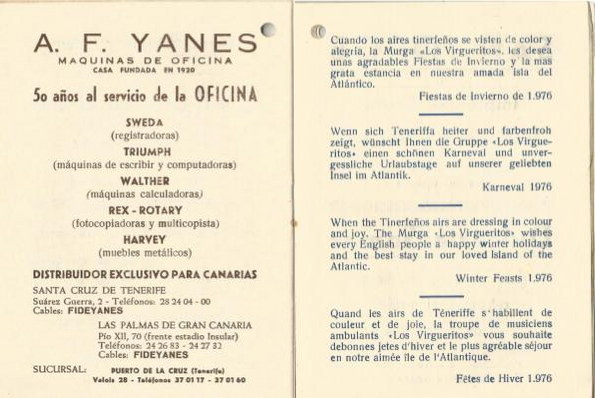 A. F. YANES
MAQUINAS DE OFICINA
CASA FUNDADA EN 1920
50 años al servicio de la OFICINA
SWEDA
(registradoras)
TRIUMPH
(máquinas de escribir y computadoras)
WALTHER
(máquinas calculadoras)
REX - ROTARY
(fotocopiadoras y multicopista)
HARVEY
(muebles metálicos)
DISTRIBUIDOR EXCLUSIVO PARA CANARIAS
SANTA CRUZ DE TENERIFE
Suárez Guerra, 2 - Teléfonos: 28 24 04 - 00
Cables: FIDEYANES
LAS PALMAS DE GRAN CANARIA
Pío XII, 70 (frente estadio Insular)
Teléfonos: 24 26 83 - 24 27 32
Cables: FIDEYANES
SUCURSAL: PUERTO DE LA CRUZ (Tenerife)
Valois 28 - Teléfonos 37 01 17 - 37 01 60
Cuando los aires tinerfeños se visten de color y
alegria, la Murga «Los Virgueritos». les desea
unas agradables Fiestas de Invierno y la mas
grata estancia en nuestra amada isla del
Atlántico.
Fiestas de Invierno de 1.976
Wenn sich Teneriffa heiter und farbenfroh
zeigt, wünscht Ihnen die Gruppe «Los Virgue-
ritos» einen schönen Karneval und unver-
gessliche Urlaubstage auf unserer geliebten
Insel im Atlantik.
Karneval 1976
When the Tinerfeños airs are dressing in colour
and joy. The Murga «Los Virgueritos» wishes
every English people a happy winter holidays
and the best stay in our loved Island of the
Atlantic.
Winter Feasts 1.976
Quand les airs de Téneriffe s'habillent de
couleur et de joie, la troupe de musiciens
ambulants «Los Virgueritos» vous souhaite
debonnes jetes d'hiver et le plus agréable séjour
en notre aimée île de l'Atlantique.
Fêtes de Hiver 1.976